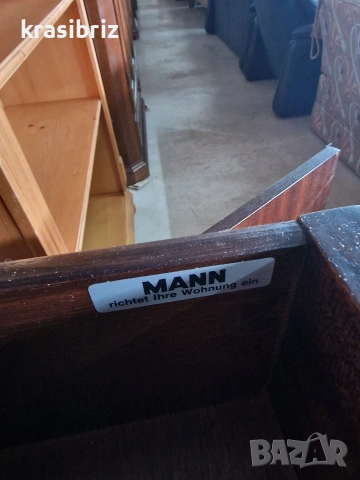 krasibriz
MANN
richtet Ihre Wohnung ein
BAZAR